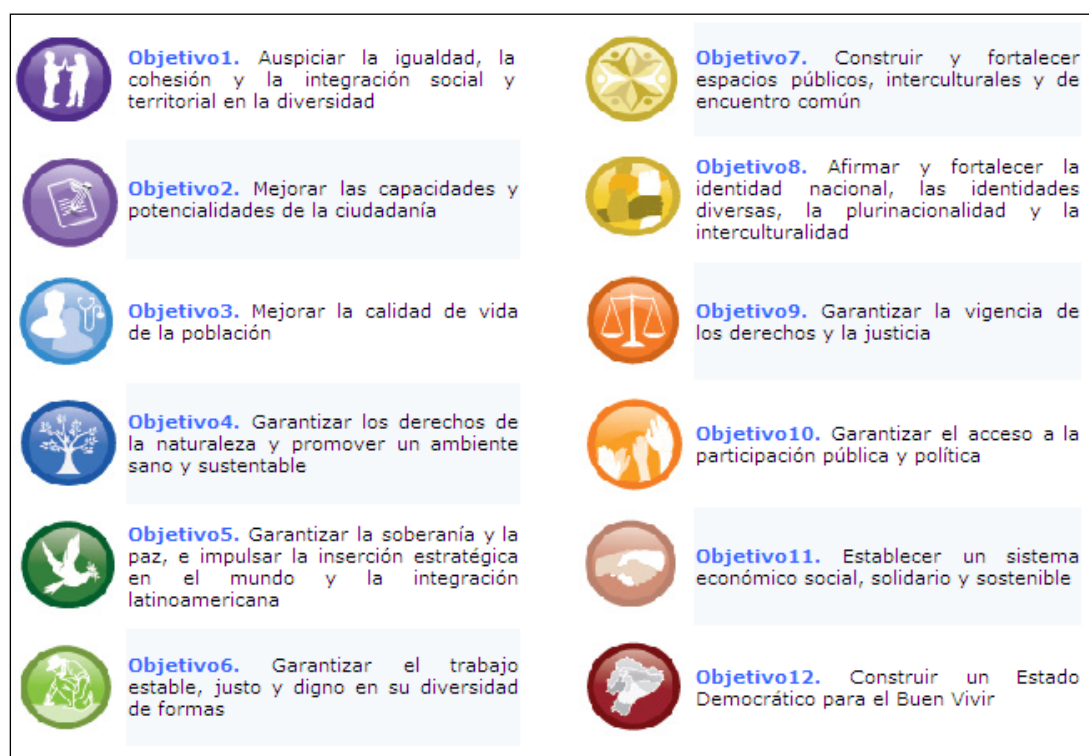 Objetivo1. Auspiciar la igualdad, la
cohesión y la integración social y
territorial en la diversidad
Objetivo2. Mejorar las capacidades y
potencialidades de la ciudadanía
Objetivo3. Mejorar la calidad de vida
de la población
Objetivo4. Garantizar los derechos de
la naturaleza y promover un ambiente
sano y sustentable
Objetivo5. Garantizar la soberanía y la
paz, e impulsar la inserción estratégica
en el mundo y la integración
latinoamericana
Objetivo6. Garantizar el trabajo
estable, justo y digno en su diversidad
de formas
Objetivo7. Construir y fortalecer
espacios públicos, interculturales y de
encuentro común
Objetivo8. Afirmar y fortalecer la
identidad nacional, las identidades
diversas, la plurinacionalidad y la
interculturalidad
Objetivo9. Garantizar la vigencia de
los derechos y la justicia
Objetivo10. Garantizar el acceso a la
participación pública y política
Objetivo11. Establecer un sistema
económico social, solidario y sostenible
Objetivo12. Construir un Estado
Democrático para el Buen Vivir